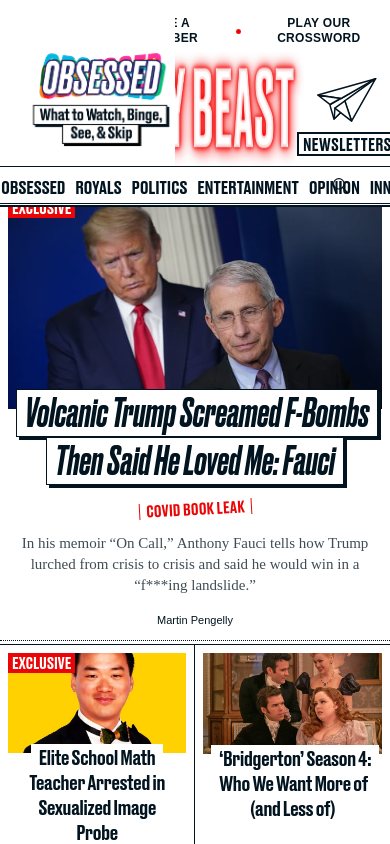 E A
BER
PLAY OUR
CROSSWORD
OBSESSED
What to Watch, Binge,
See, & Skip
Y BEAST
NEWSLETTERS
OBSESSED ROYALS POLITICS ENTERTAINMENT OPINION INN
EXCLUSIVE
Volcanic Trump Screamed F-Bombs
Then Said He Loved Me: Fauci
COVID BOOK LEAK
In his memoir “On Call,” Anthony Fauci tells how Trump
lurched from crisis to crisis and said he would win in a
“f***ing landslide.”
Martin Pengelly
EXCLUSIVE
Elite School Math
Teacher Arrested in
Sexualized Image
Probe
‘Bridgerton’ Season 4:
Who We Want More of
(and Less of)